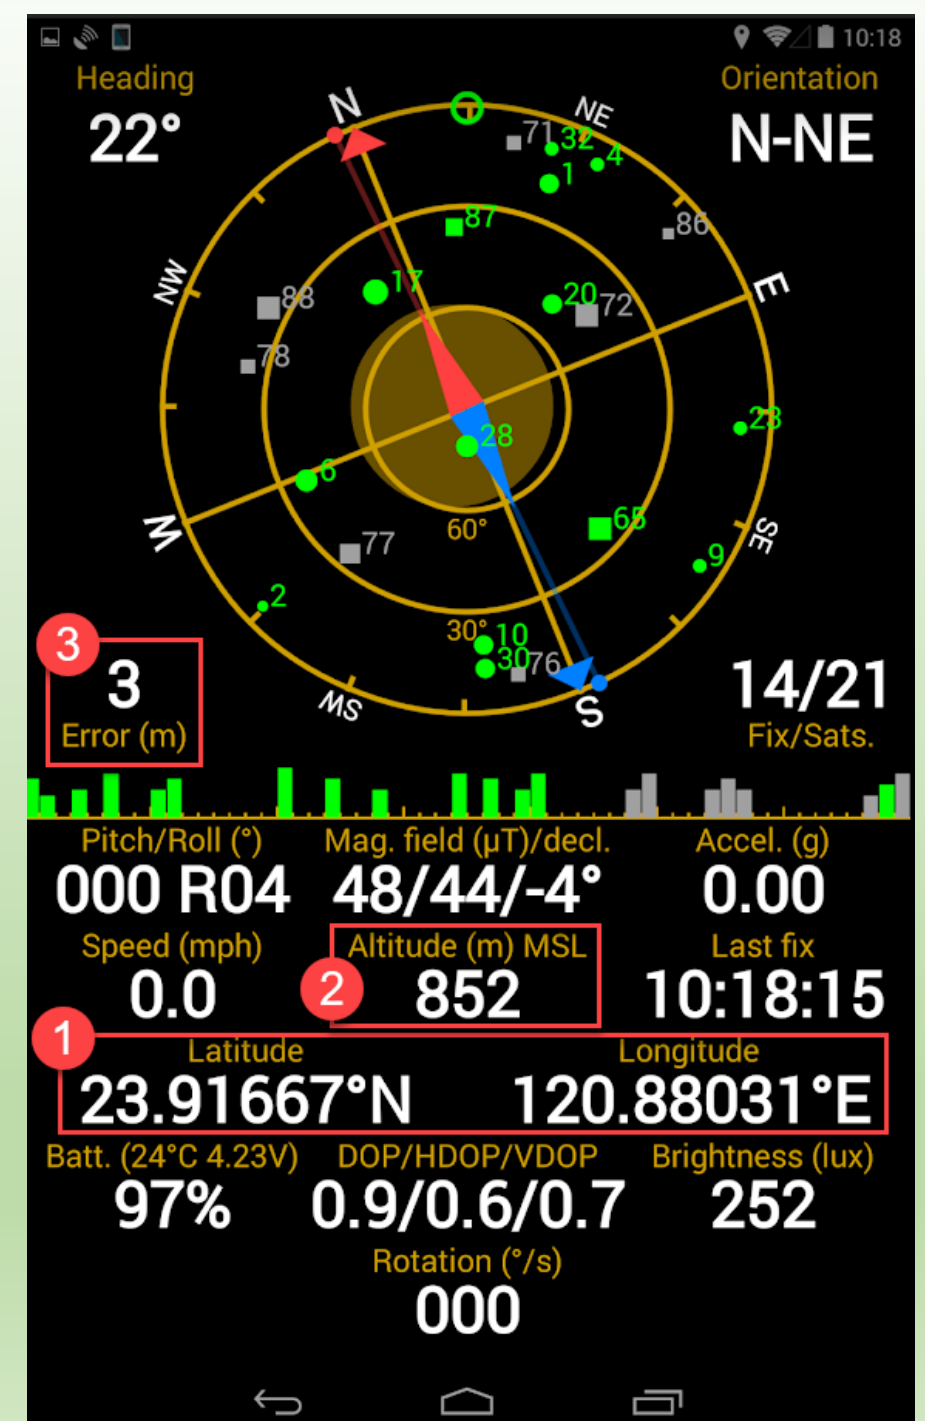 10:18
Heading
Orientation
22°
N-NE
N
NE
71
32
4
1
87
86
E
NW
17
88
20
72
78
23
28
6
65
SE
60°
77
9
W
2
30°
10
30
76
SW
S
3
3
Error (m)
14/21
Fix/Sats.
Pitch/Roll (°) Mag. field (µT)/decl. Accel. (g)
000 R04 48/44/-4° 0.00
Speed (mph) Altitude (m) MSL Last fix
0.0 2 852 10:18:15
1
Latitude Longitude
23.91667°N 120.88031°E
Batt. (24°C 4.23V) DOP/HDOP/VDOP Brightness (lux)
97% 0.9/0.6/0.7 252
Rotation (°/s)
000